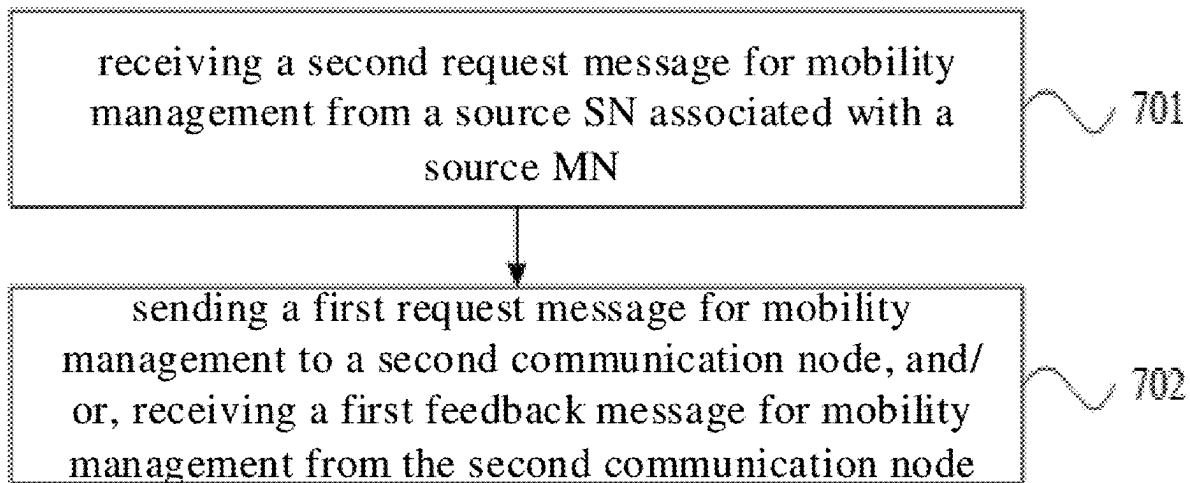 receiving a second request message for mobility
management from a source SN associated with a
source MN
701
sending a first request message for mobility
management to a second communication node, and/
or, receiving a first feedback message for mobility
management from the second communication node
702